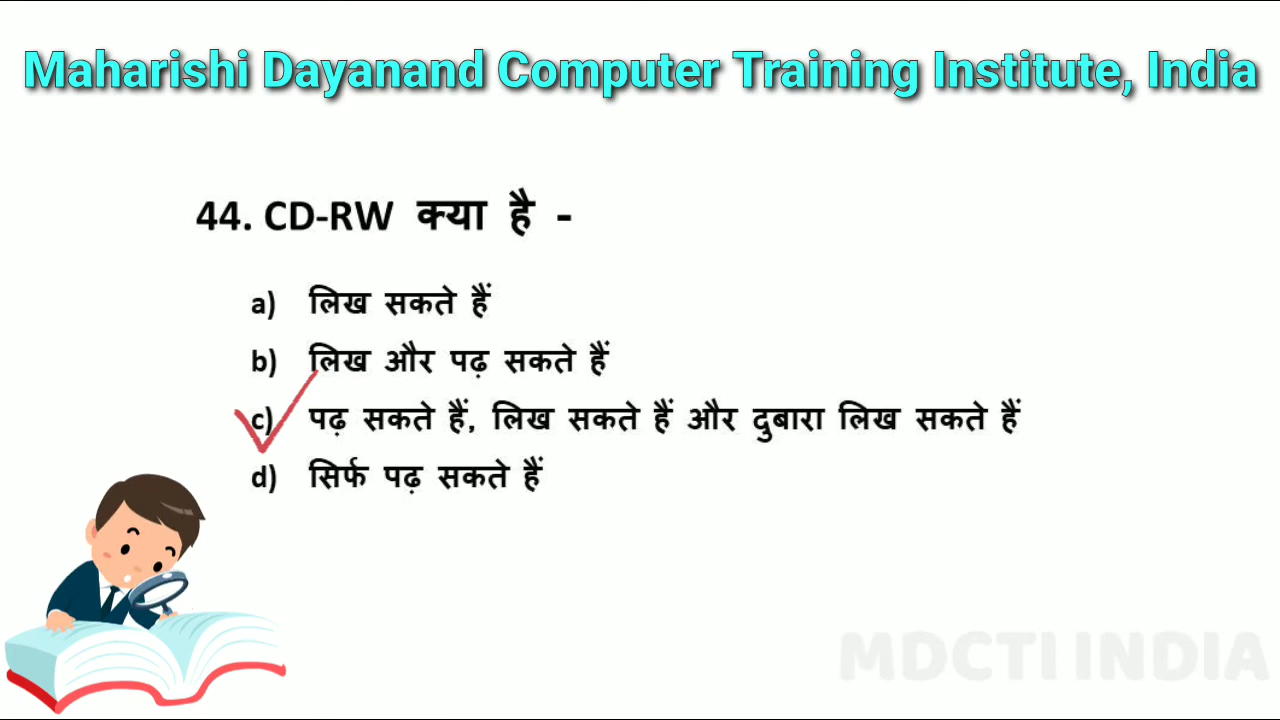 Maharishi Dayanand Computer Training Institute, India
44. CD-RW क्या है -
a) लिख सकते हैं
b) लिख और पढ़ सकते हैं
c) पढ़ सकते हैं, लिख सकते हैं और दुबारा लिख सकते हैं
d) सिर्फ पढ़ सकते हैं
MDCTI INDIA